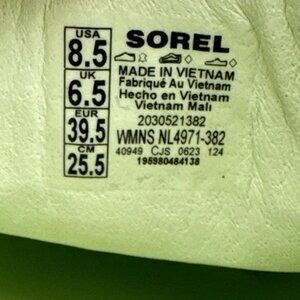 USA
8.5
UK
6.5
EUR
39.5
CM
25.5
SOREL
MADE IN VIETNAM
Fabriqué Au Vietnam
Hecho en Vietnam
Vietnam Malı
2030521382
WMNS NL4971-382
40949 CJS 0623 124
195980484138